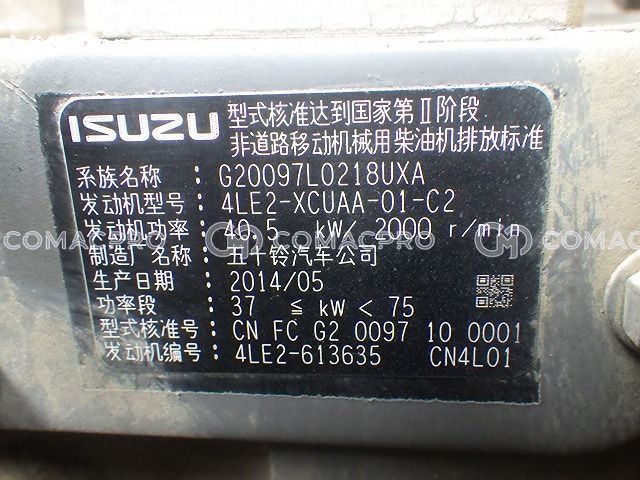 ISUZU 型式核准达到国家第Ⅱ阶段
非道路移动机械用柴油机排放标准
系族名称： G20097L0218UXA
发动机型号： 4LE2-XCUAA-01-C2
发动机功率： 40.5 kW/ 2000 r/min
COMACPRO COMACPRO COMACPRO COMACPRO
制造厂名称： 五十铃汽车公司
生产日期： 2014/05
功率段： 37 ≦ kW < 75
型式核准号： CN FC G2 0097 10 0001
发动机编号： 4LE2-613635 CN4L01